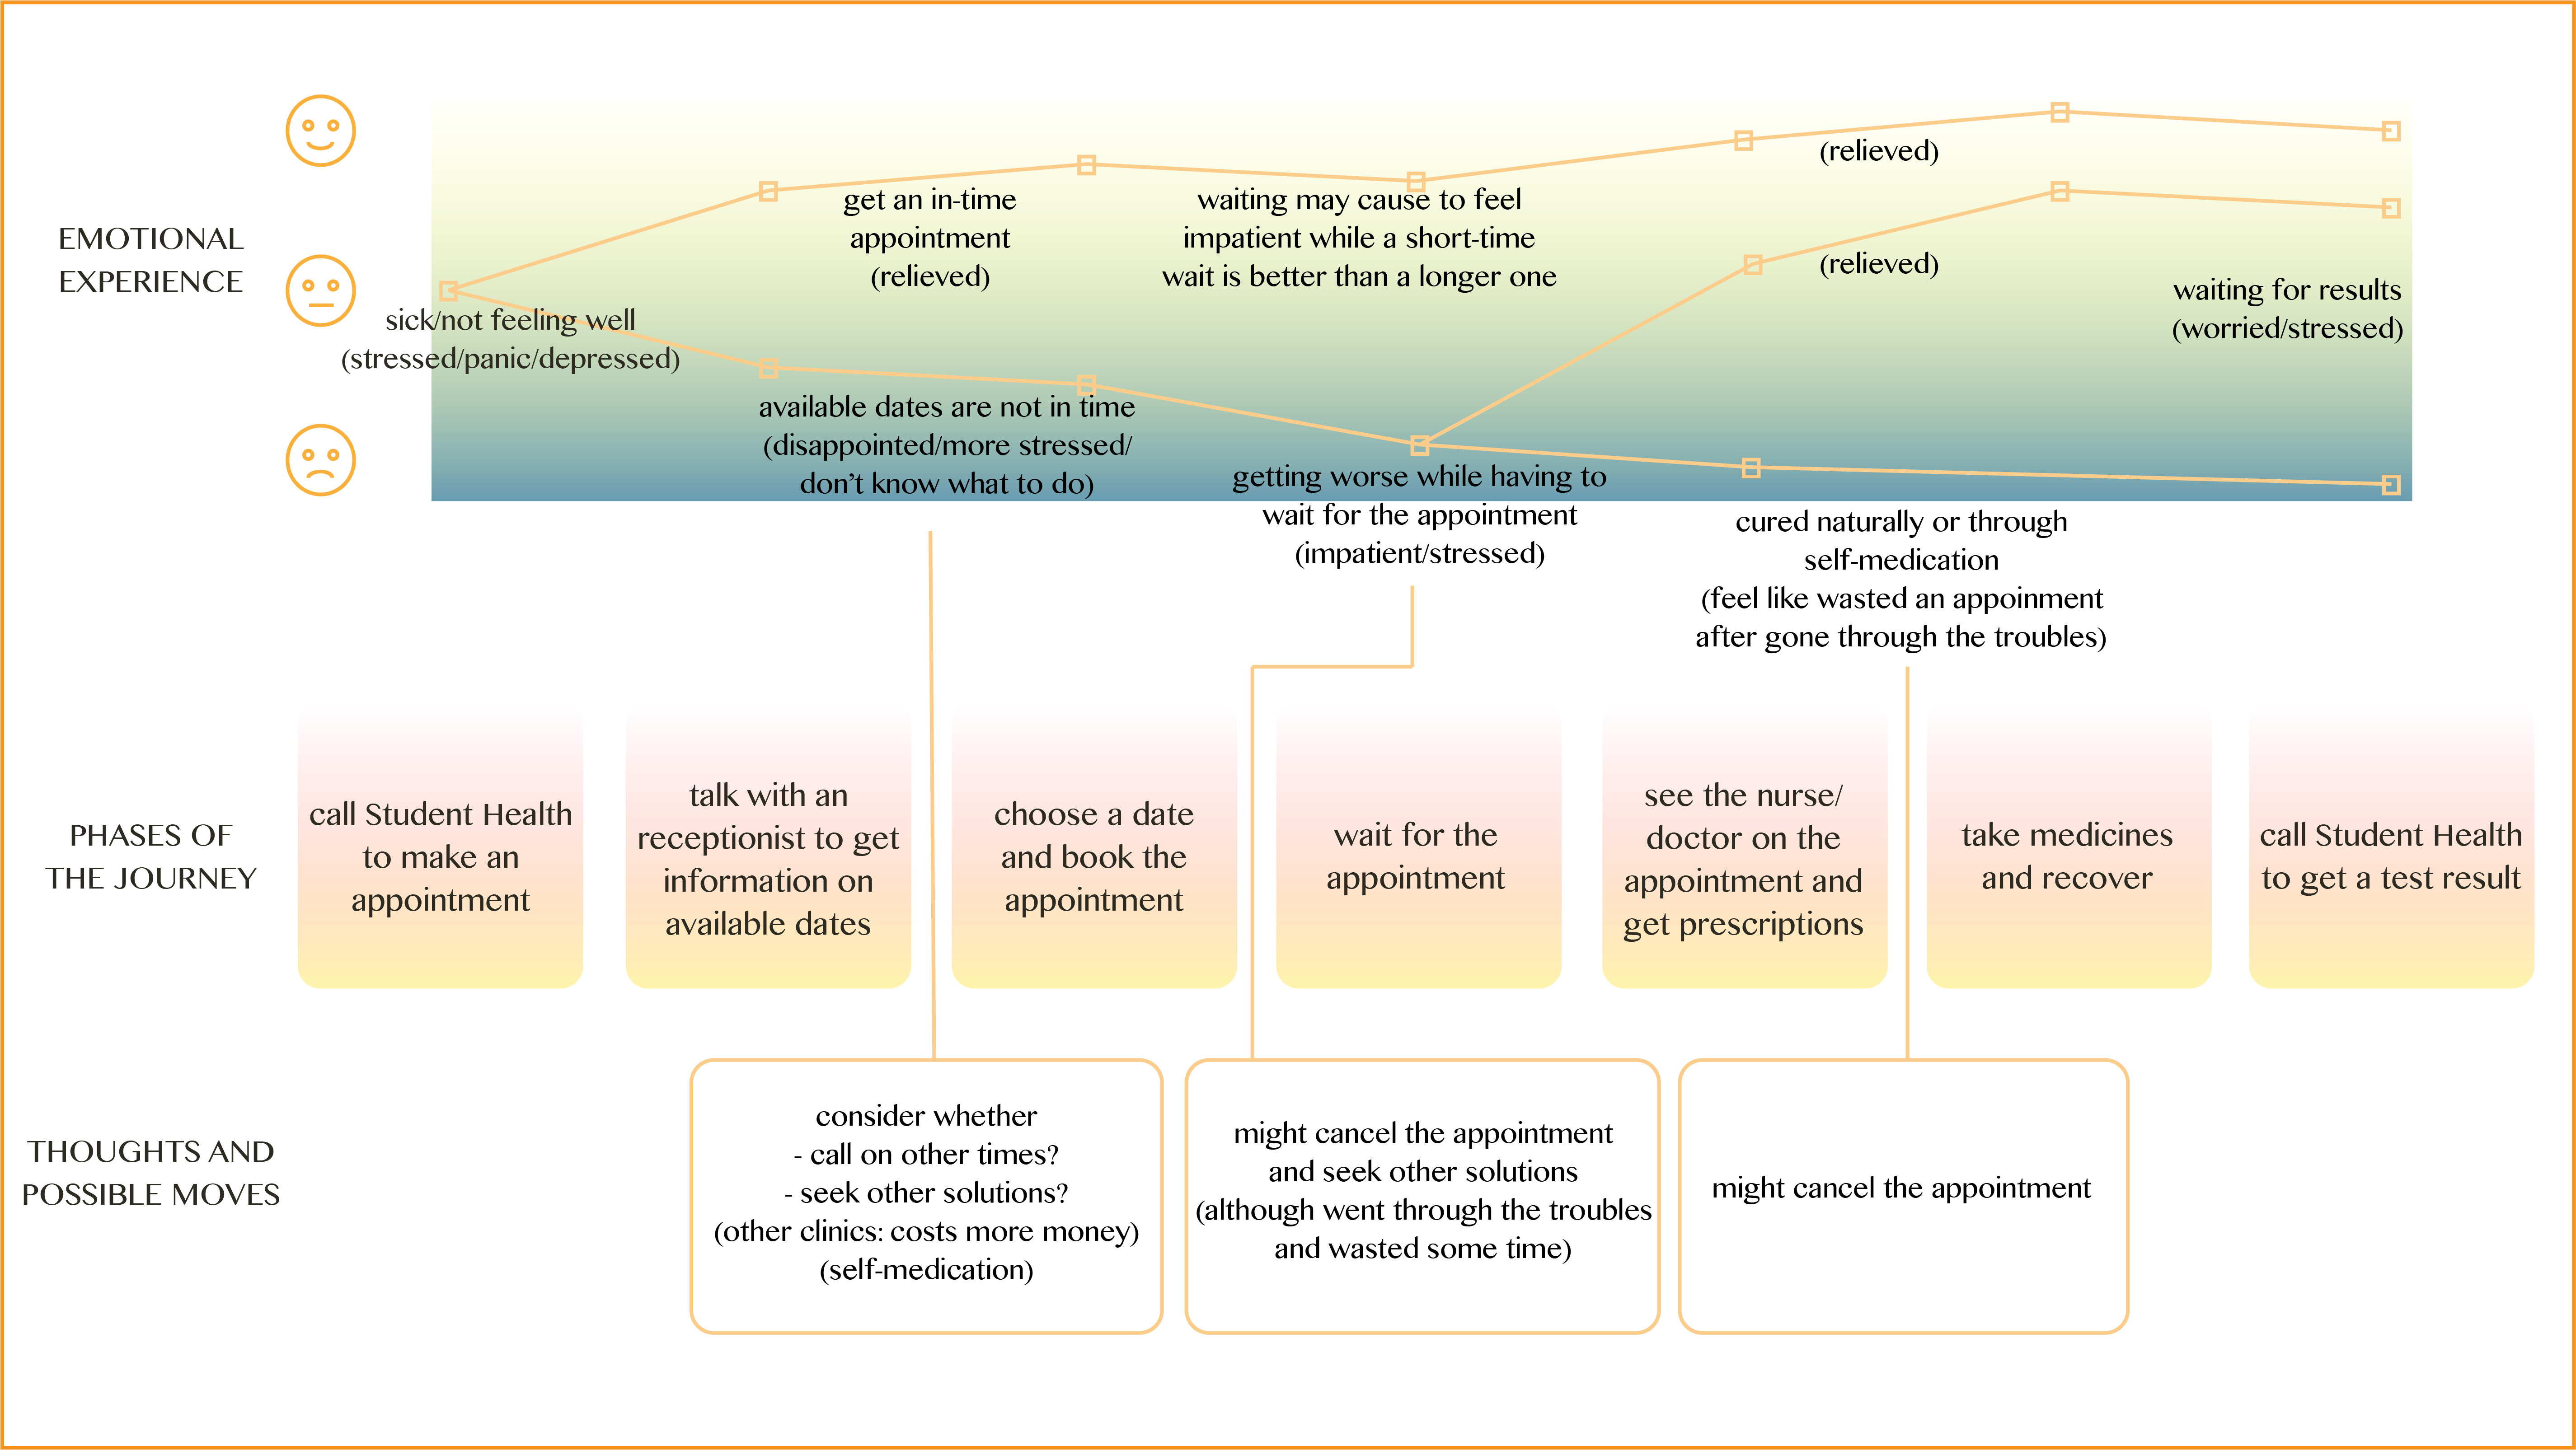 EMOTIONAL
EXPERIENCE
sick/not feeling well
(stressed/panic/depressed)
get an in-time
appointment
(relieved)
available dates are not in time
(disappointed/more stressed/
don't know what to do)
waiting may cause to feel
impatient while a short-time
wait is better than a longer one
getting worse while having to
wait for the appointment
(impatient/stressed)
(relieved)
(relieved)
cured naturally or through
self-medication
(feel like wasted an appoinment
after gone through the troubles)
waiting for results
(worried/stressed)
PHASES OF
THE JOURNEY
call Student Health
to make an
appointment
talk with an
receptionist to get
information on
available dates
choose a date
and book the
appointment
wait for the
appointment
see the nurse/
doctor on the
appointment and
get prescriptions
take medicines
and recover
call Student Health
to get a test result
THOUGHTS AND
POSSIBLE MOVES
consider whether
- call on other times?
- seek other solutions?
(other clinics: costs more money)
(self-medication)
might cancel the appointment
and seek other solutions
(although went through the troubles
and wasted some time)
might cancel the appointment